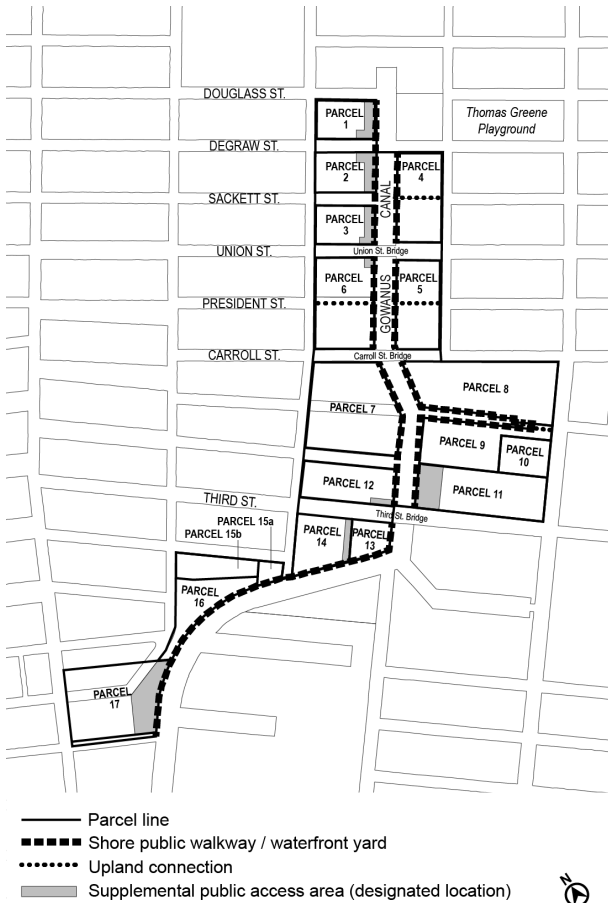 DOUGLASS ST.
PARCEL
1
Thomas Greene
Playground
DEGRAW ST.
PARCEL
2
PARCEL
4
CANAL
SACKETT ST.
PARCEL
3
UNION ST.
Union St. Bridge
PARCEL
6
PARCEL
5
GOWANUS
PRESIDENT ST.
CARROLL ST.
Carroll St. Bridge
PARCEL 8
PARCEL 7
PARCEL 9
PARCEL
10
PARCEL 12
PARCEL 11
THIRD ST.
Third St. Bridge
PARCEL 15a
PARCEL 15b
PARCEL
14
PARCEL
13
PARCEL
16
PARCEL
17
Parcel line
Shore public walkway / waterfront yard
Upland connection
Supplemental public access area (designated location)
N